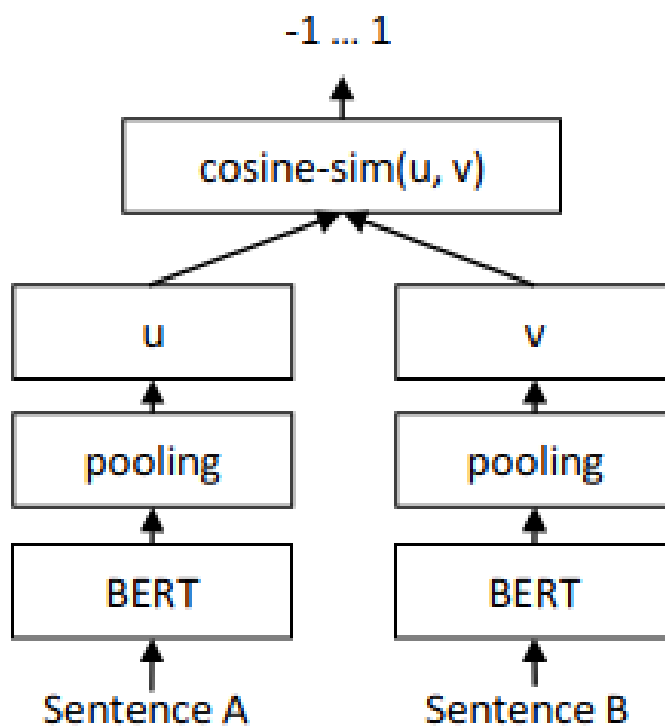 -1 ... 1
cosine-sim(u, v)
u
v
pooling
pooling
BERT
BERT
Sentence A
Sentence B